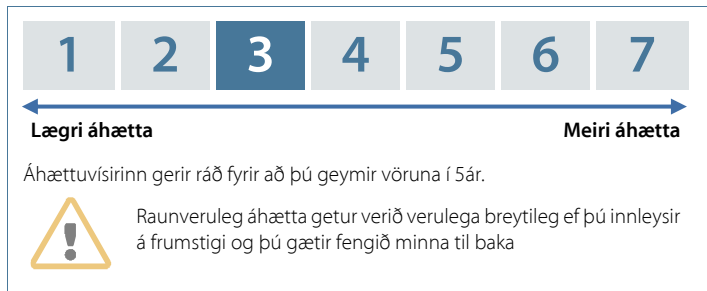 1 2 3 4 5 6 7
Lægri áhætta Meiri áhætta
Áhættuvísirinn gerir ráð fyrir að þú geymir vöruna í 5ár.
Raunveruleg áhætta getur verið verulega breytileg ef þú innleysir
á frumstigi og þú gætir fengið minna til baka